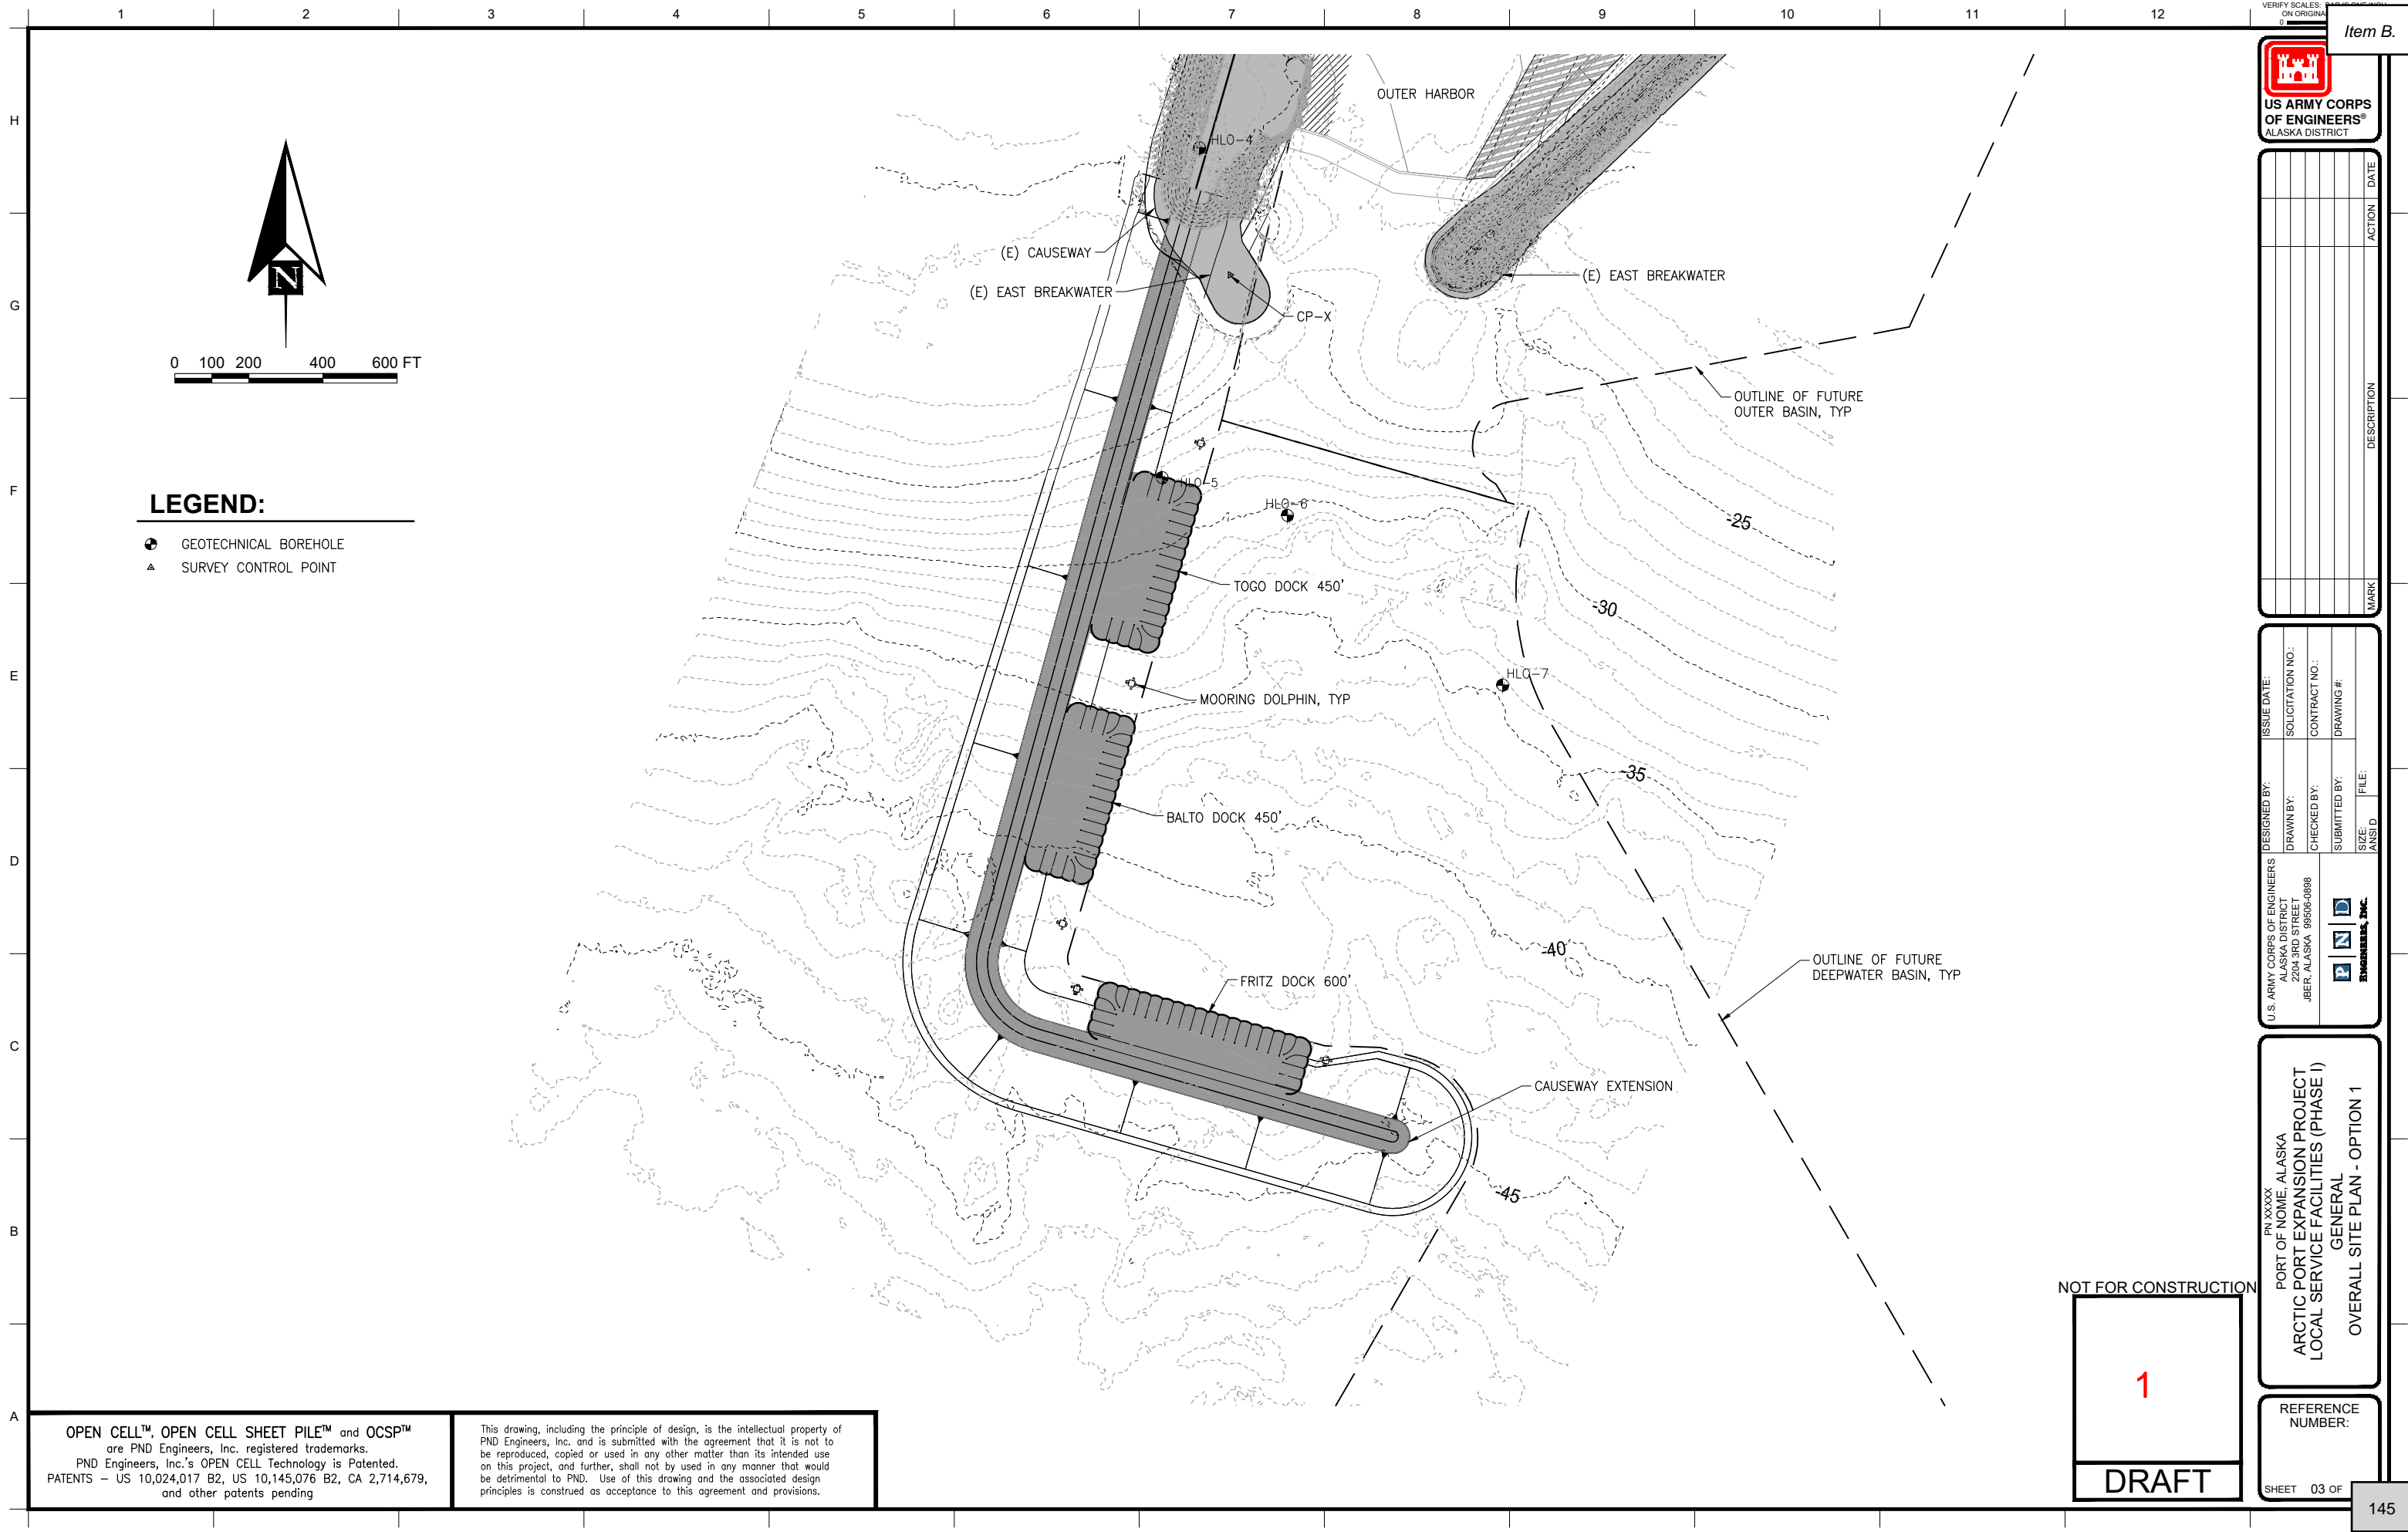 1 2 3 4 5 6 7 8 9 10 11 12
H
G
F
E
D
C
B
A
VERIFY SCALES:
ON ORIGINA
0
Item B.
US ARMY CORPS
OF ENGINEERS®
ALASKA DISTRICT
DATE
ACTION
DESCRIPTION
MARK
N
0 100 200 400 600 FT
LEGEND:
GEOTECHNICAL BOREHOLE
SURVEY CONTROL POINT
OUTER HARBOR
HLO-4
(E) CAUSEWAY
(E) EAST BREAKWATER
(E) EAST BREAKWATER
CP-X
OUTLINE OF FUTURE
OUTER BASIN, TYP
HLO-5
HLO-6
-25
TOGO DOCK 450'
-30
HLO-7
MOORING DOLPHIN, TYP
-35
BALTO DOCK 450'
-40
OUTLINE OF FUTURE
DEEPWATER BASIN, TYP
FRITZ DOCK 600'
CAUSEWAY EXTENSION
-45
ISSUE DATE:
SOLICITATION NO.:
CONTRACT NO.:
DRAWING #:
DESIGNED BY:
DRAWN BY:
CHECKED BY:
SUBMITTED BY:
FILE:
SIZE:
ANSI D
U.S. ARMY CORPS OF ENGINEERS
ALASKA DISTRICT
2204 3RD STREET
JBER, ALASKA 99506-0898
P N D
ENGINEERS, INC.
PN XXXXX
PORT OF NOME, ALASKA
ARCTIC PORT EXPANSION PROJECT
LOCAL SERVICE FACILITIES (PHASE I)
GENERAL
OVERALL SITE PLAN - OPTION 1
NOT FOR CONSTRUCTION
1
DRAFT
REFERENCE
NUMBER:
SHEET 03 OF
145
OPEN CELL™, OPEN CELL SHEET PILE™ and OCSP™
are PND Engineers, Inc. registered trademarks.
PND Engineers, Inc.'s OPEN CELL Technology is Patented.
PATENTS – US 10,024,017 B2, US 10,145,076 B2, CA 2,714,679,
and other patents pending
This drawing, including the principle of design, is the intellectual property of
PND Engineers, Inc. and is submitted with the agreement that it is not to
be reproduced, copied or used in any other matter than its intended use
on this project, and further, shall not by used in any manner that would
be detrimental to PND. Use of this drawing and the associated design
principles is construed as acceptance to this agreement and provisions.